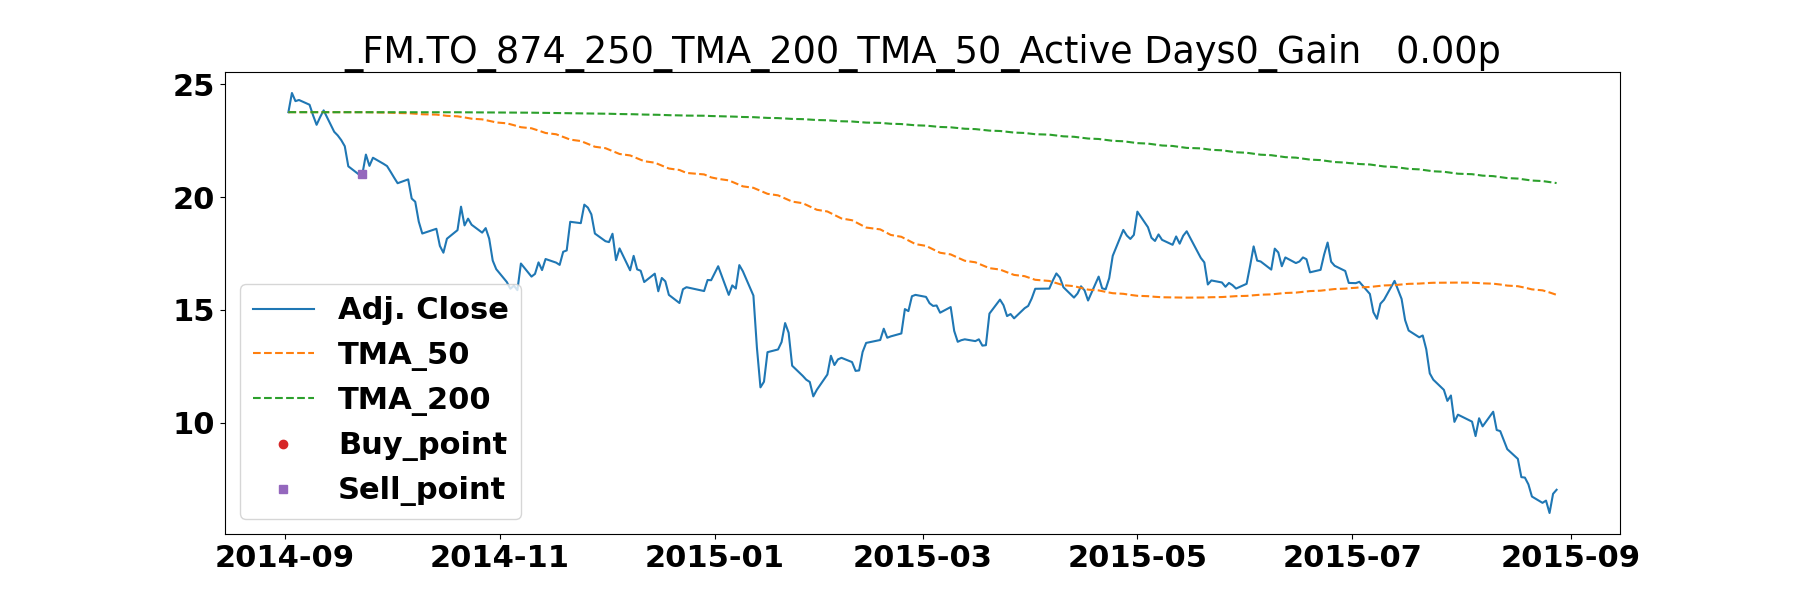 _FM.TO_874_250_TMA_200_TMA_50_Active Days0_Gain   0.00p
25
20
15
10
Adj. Close
TMA_50
TMA_200
Buy_point
Sell_point
2014-09 2014-11 2015-01 2015-03 2015-05 2015-07 2015-09